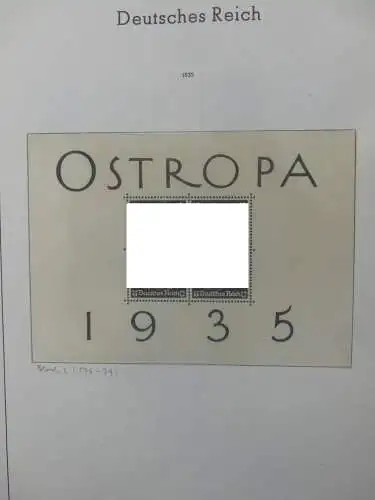 Deutsches Reich
1935
OSTROPA
Deutsches Reich Deutsches Reich
1 9 3 5